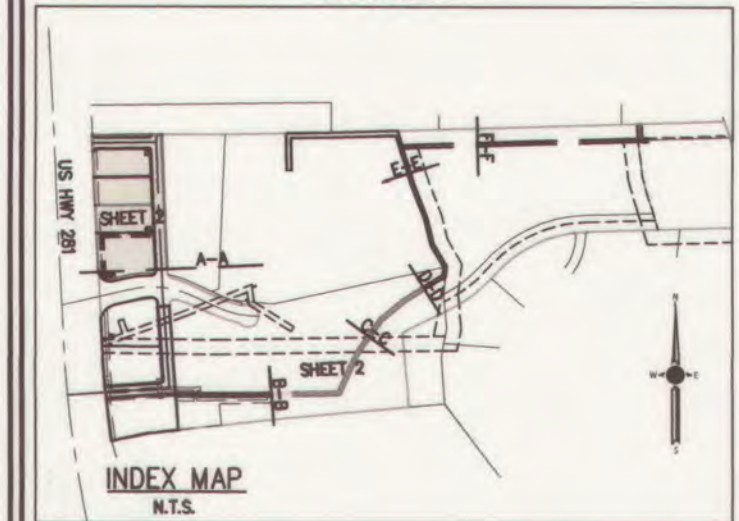 US HWY 281
SHEET 2
A-A
B-B
C-C
D-D
E-E
F-F
SHEET 2
N
W
E
S
INDEX MAP
N.T.S.